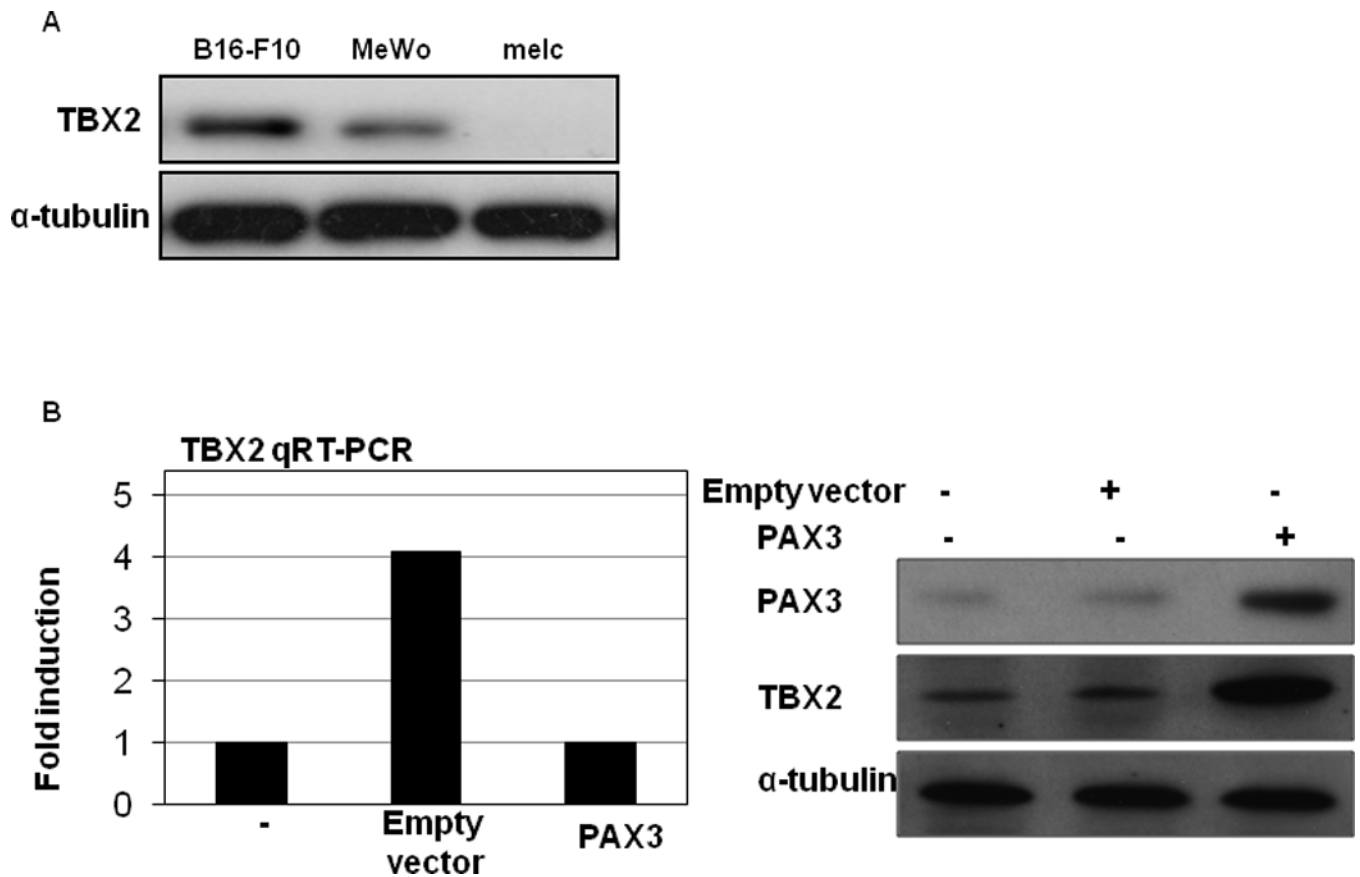 A
B16-F10 MeWo melc
TBX2
α-tubulin
B
TBX2 qRT-PCR
Fold induction
5
4
3
2
1
0
- Empty vector PAX3
Empty vector - + -
PAX3 - - +
PAX3
TBX2
α-tubulin